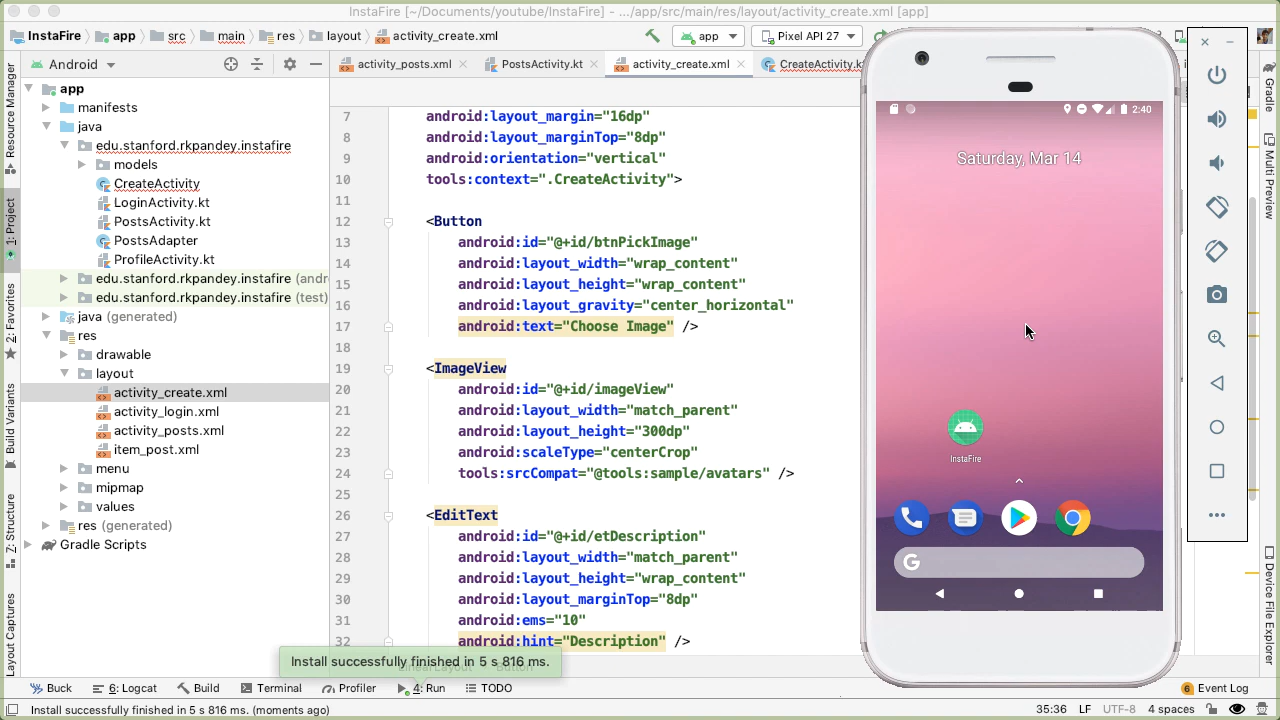 InstaFire [~/Documents/youtube/InstaFire] - .../app/src/main/res/layout/activity_create.xml [app]
InstaFire
app
src
main
res
layout
activity_create.xml
app
Pixel API 27
Android
activity_posts.xml
PostsActivity.kt
activity_create.xml
CreateActivity.kt
Resource Manager
1: Project
2: Favorites
Build Variants
Z: Structure
Layout Captures
app
manifests
java
edu.stanford.rkpandey.instafire
models
CreateActivity
LoginActivity.kt
PostsActivity.kt
PostsAdapter
ProfileActivity.kt
edu.stanford.rkpandey.instafire (andr
edu.stanford.rkpandey.instafire (test)
java (generated)
res
drawable
layout
activity_create.xml
activity_login.xml
activity_posts.xml
item_post.xml
menu
mipmap
values
res (generated)
Gradle Scripts
7 android:layout_margin="16dp"
8 android:layout_marginTop="8dp"
9 android:orientation="vertical"
10 tools:context=".CreateActivity">
11
12 <Button
13 android:id="@+id/btnPickImage"
14 android:layout_width="wrap_content"
15 android:layout_height="wrap_content"
16 android:layout_gravity="center_horizontal"
17 android:text="Choose Image" />
18
19 <ImageView
20 android:id="@+id/imageView"
21 android:layout_width="match_parent"
22 android:layout_height="300dp"
23 android:scaleType="centerCrop"
24 tools:srcCompat="@tools:sample/avatars" />
25
26 <EditText
27 android:id="@+id/etDescription"
28 android:layout_width="match_parent"
29 android:layout_height="wrap_content"
30 android:layout_marginTop="8dp"
31 android:ems="10"
32 android:hint="Description" />
Install successfully finished in 5 s 816 ms.
2:40
Saturday, Mar 14
InstaFire
G
Gradle
Multi Preview
Device File Explorer
Buck
6: Logcat
Build
Terminal
Profiler
4: Run
TODO
6 Event Log
Install successfully finished in 5 s 816 ms. (moments ago)
35:36 LF UTF-8 4 spaces